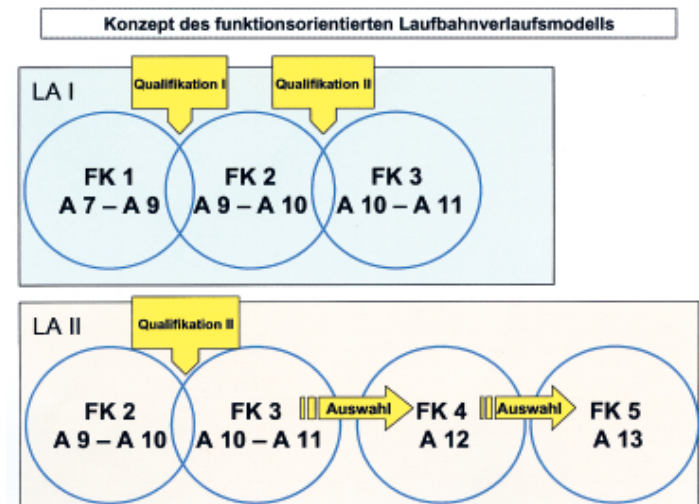 Konzept des funktionsorientierten Laufbahnverlaufsmodells
LA I
Qualifikation I
Qualifikation II
FK 1
A 7 – A 9
FK 2
A 9 – A 10
FK 3
A 10 – A 11
LA II
Qualifikation II
FK 2
A 9 – A 10
FK 3
A 10 – A 11
Auswahl
FK 4
A 12
Auswahl
FK 5
A 13